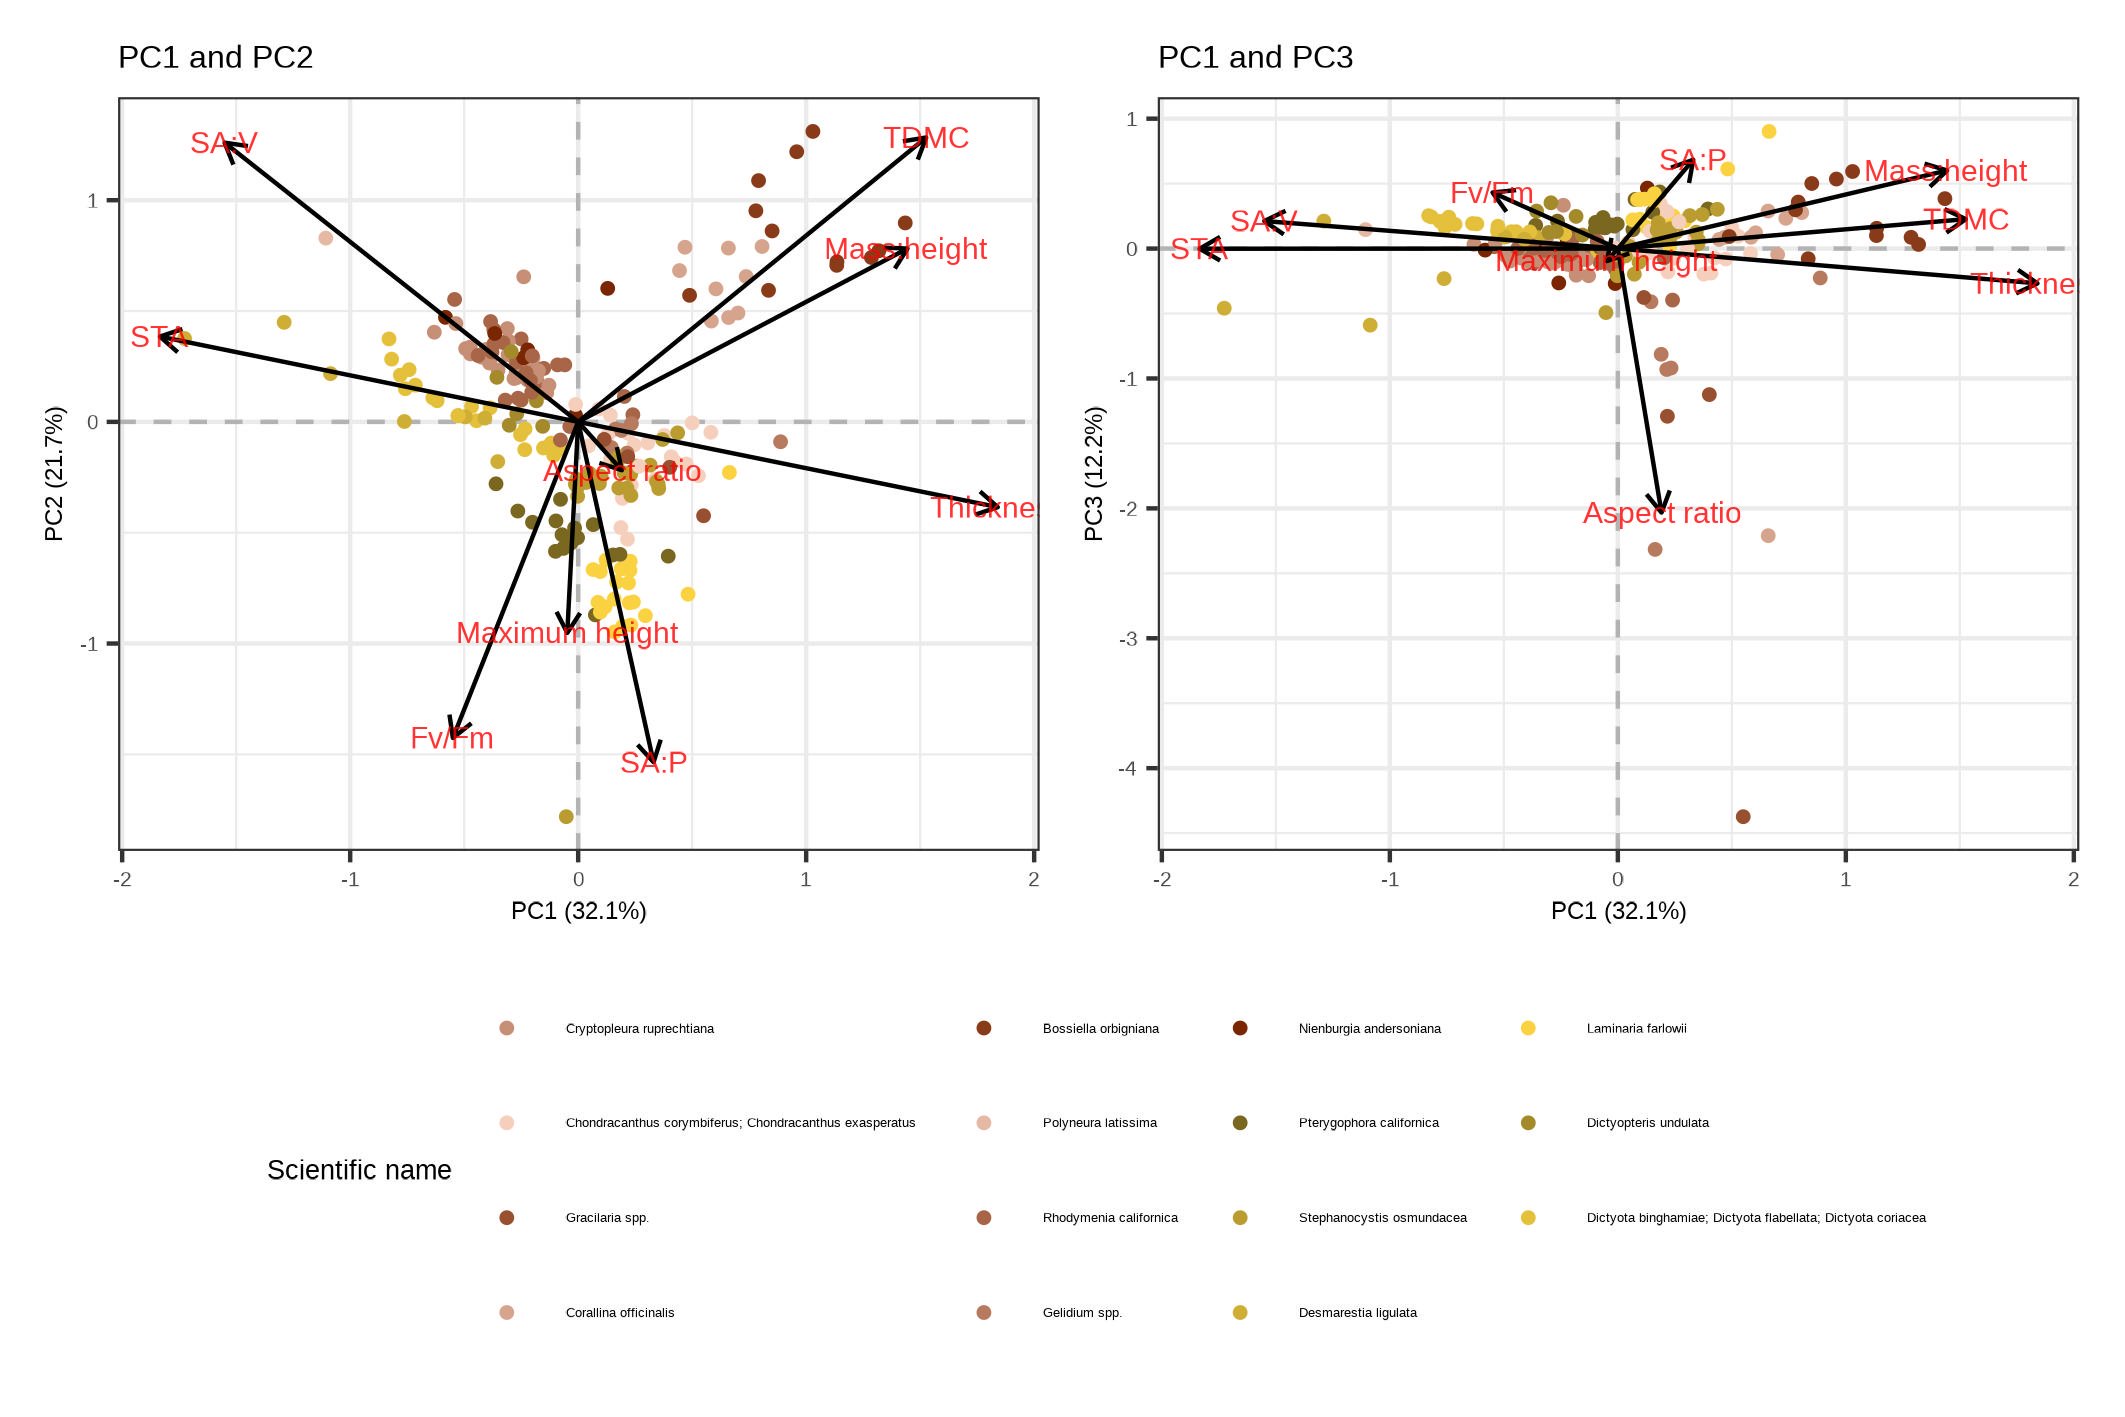 PC1 and PC2
SA:V
TDMC
Mass:height
STA
Aspect ratio
Thickne
Maximum height
Fv/Fm
SA:P
1
0
-1
PC2 (21.7%)
-2 -1 0 1 2
PC1 (32.1%)
PC1 and PC3
SA:P
Mass:height
Fv/Fm
SA:V
TDMC
STA
Maximum height
Thickne
Aspect ratio
1
0
-1
-2
-3
-4
PC3 (12.2%)
-2 -1 0 1 2
PC1 (32.1%)
Scientific name
Cryptopleura ruprechtiana
Bossiella orbigniana
Nienburgia andersoniana
Laminaria farlowii
Chondracanthus corymbiferus; Chondracanthus exasperatus
Polyneura latissima
Pterygophora californica
Dictyopteris undulata
Gracilaria spp.
Rhodymenia californica
Stephanocystis osmundacea
Dictyota binghamiae; Dictyota flabellata; Dictyota coriacea
Corallina officinalis
Gelidium spp.
Desmarestia ligulata